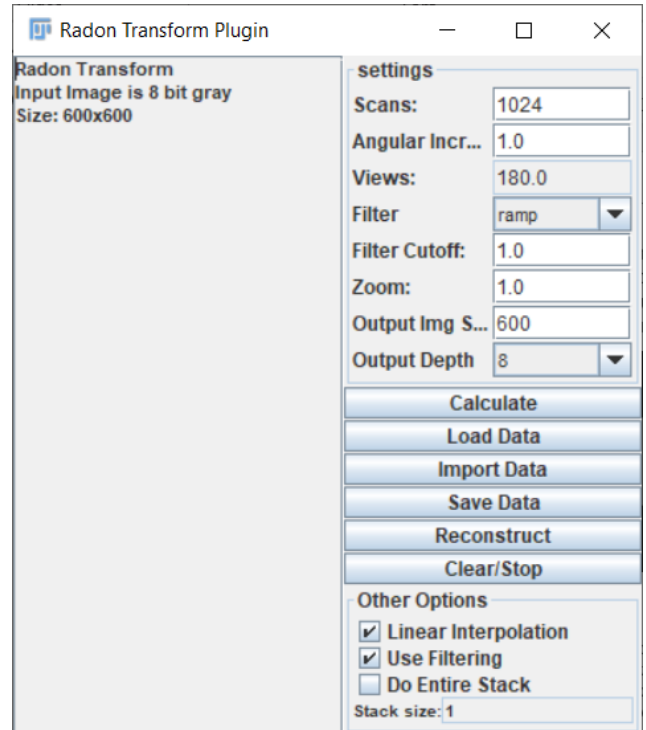 Radon Transform Plugin
Radon Transform
Input Image is 8 bit gray
Size: 600x600
settings
Scans: 1024
Angular Incr... 1.0
Views: 180.0
Filter ramp
Filter Cutoff: 1.0
Zoom: 1.0
Output Img S... 600
Output Depth 8
Calculate
Load Data
Import Data
Save Data
Reconstruct
Clear/Stop
Other Options
Linear Interpolation
Use Filtering
Do Entire Stack
Stack size: 1